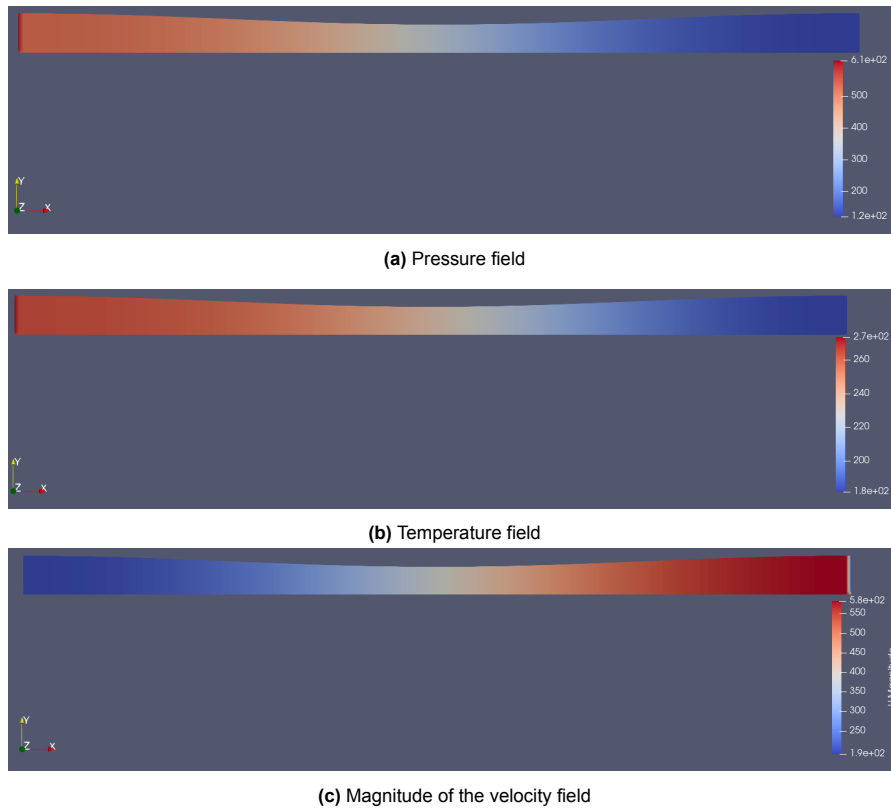 6.1e+02
500
400
300
200
1.2e+02
Y
Z X
(a) Pressure field
2.7e+02
260
240
220
200
1.8e+02
Y
Z X
(b) Temperature field
5.8e+02
550
500
450
400
350
300
250
1.9e+02
Y
Z X
(c) Magnitude of the velocity field